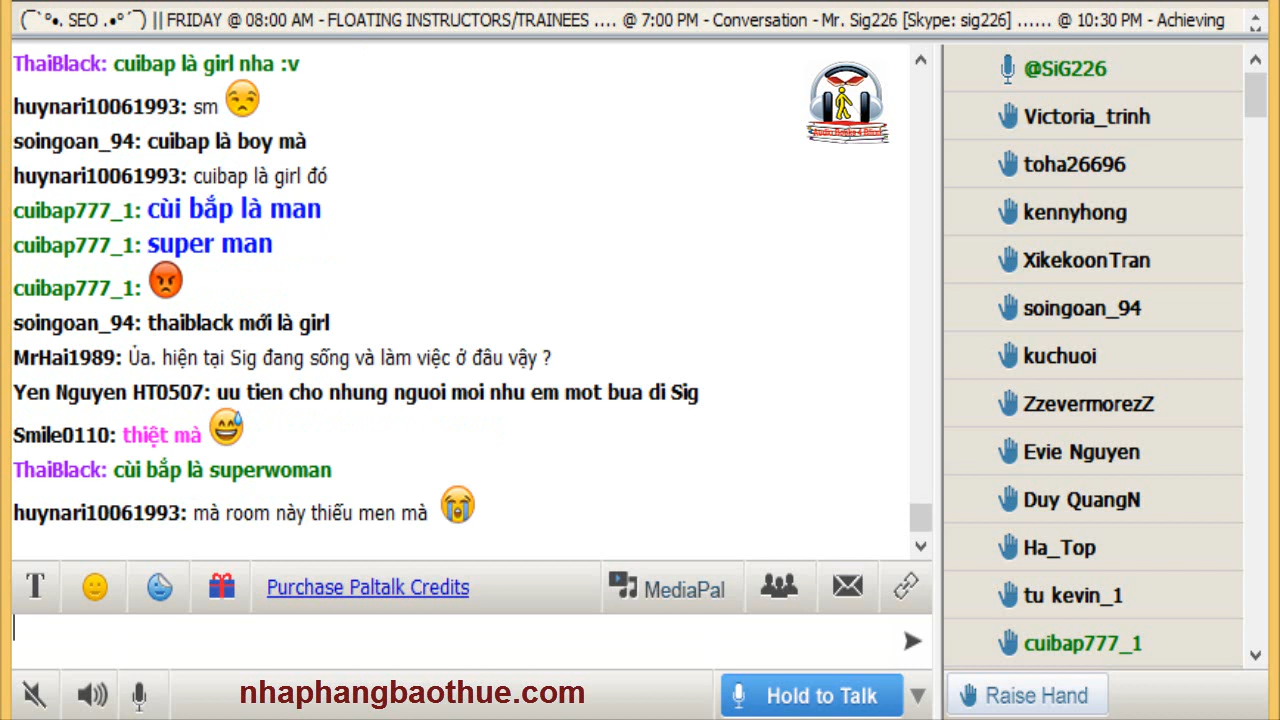 (¯`°•. SEO .•°´¯) || FRIDAY @ 08:00 AM - FLOATING INSTRUCTORS/TRAINEES .... @ 7:00 PM - Conversation - Mr. Sig226 [Skype: sig226] ...... @ 10:30 PM - Achieving
ThaiBlack: cuibap là girl nha :v
huynari10061993: sm
soingoan_94: cuibap là boy mà
huynari10061993: cuibap là girl đó
cuibap777_1: cùi bắp là man
cuibap777_1: super man
cuibap777_1:
soingoan_94: thaiblack mới là girl
MrHai1989: Ủa. hiện tại Sig đang sống và làm việc ở đâu vậy ?
Yen Nguyen HT0507: uu tien cho nhung nguoi moi nhu em mot bua di Sig
Smile0110: thiệt mà
ThaiBlack: cùi bắp là superwoman
huynari10061993: mà room này thiếu men mà
Audio Books 4 Blind
@SiG226
Victoria_trinh
toha26696
kennyhong
XikekoonTran
soingoan_94
kuchuoi
ZzevermorezZ
Evie Nguyen
Duy QuangN
Ha_Top
tu kevin_1
cuibap777_1
T
Purchase Paltalk Credits
MediaPal
nhaphangbaothue.com
Hold to Talk
Raise Hand